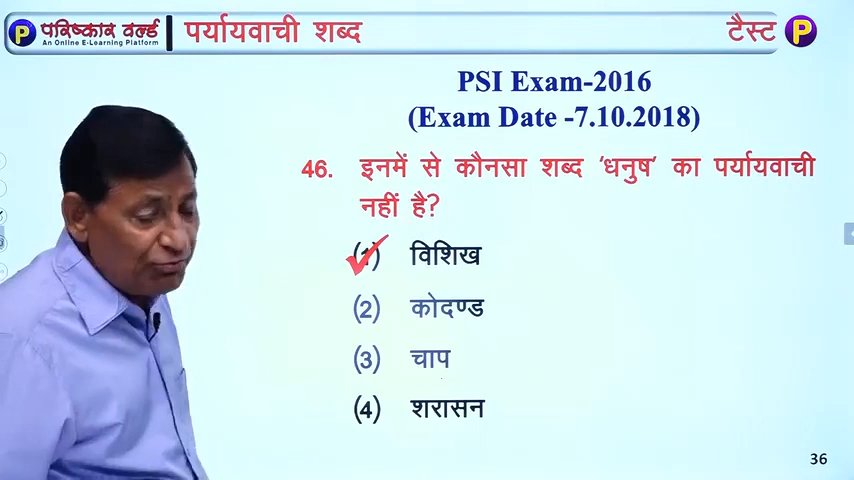 परिष्कार वर्ल्ड
An Online E-Learning Platform
पर्यायवाची शब्द
टैस्ट
P
P
PSI Exam-2016
(Exam Date -7.10.2018)
46. इनमें से कौनसा शब्द ‘धनुष’ का पर्यायवाची
नहीं है?
(1) विशिख
(2) कोदण्ड
(3) चाप
(4) शरासन
36